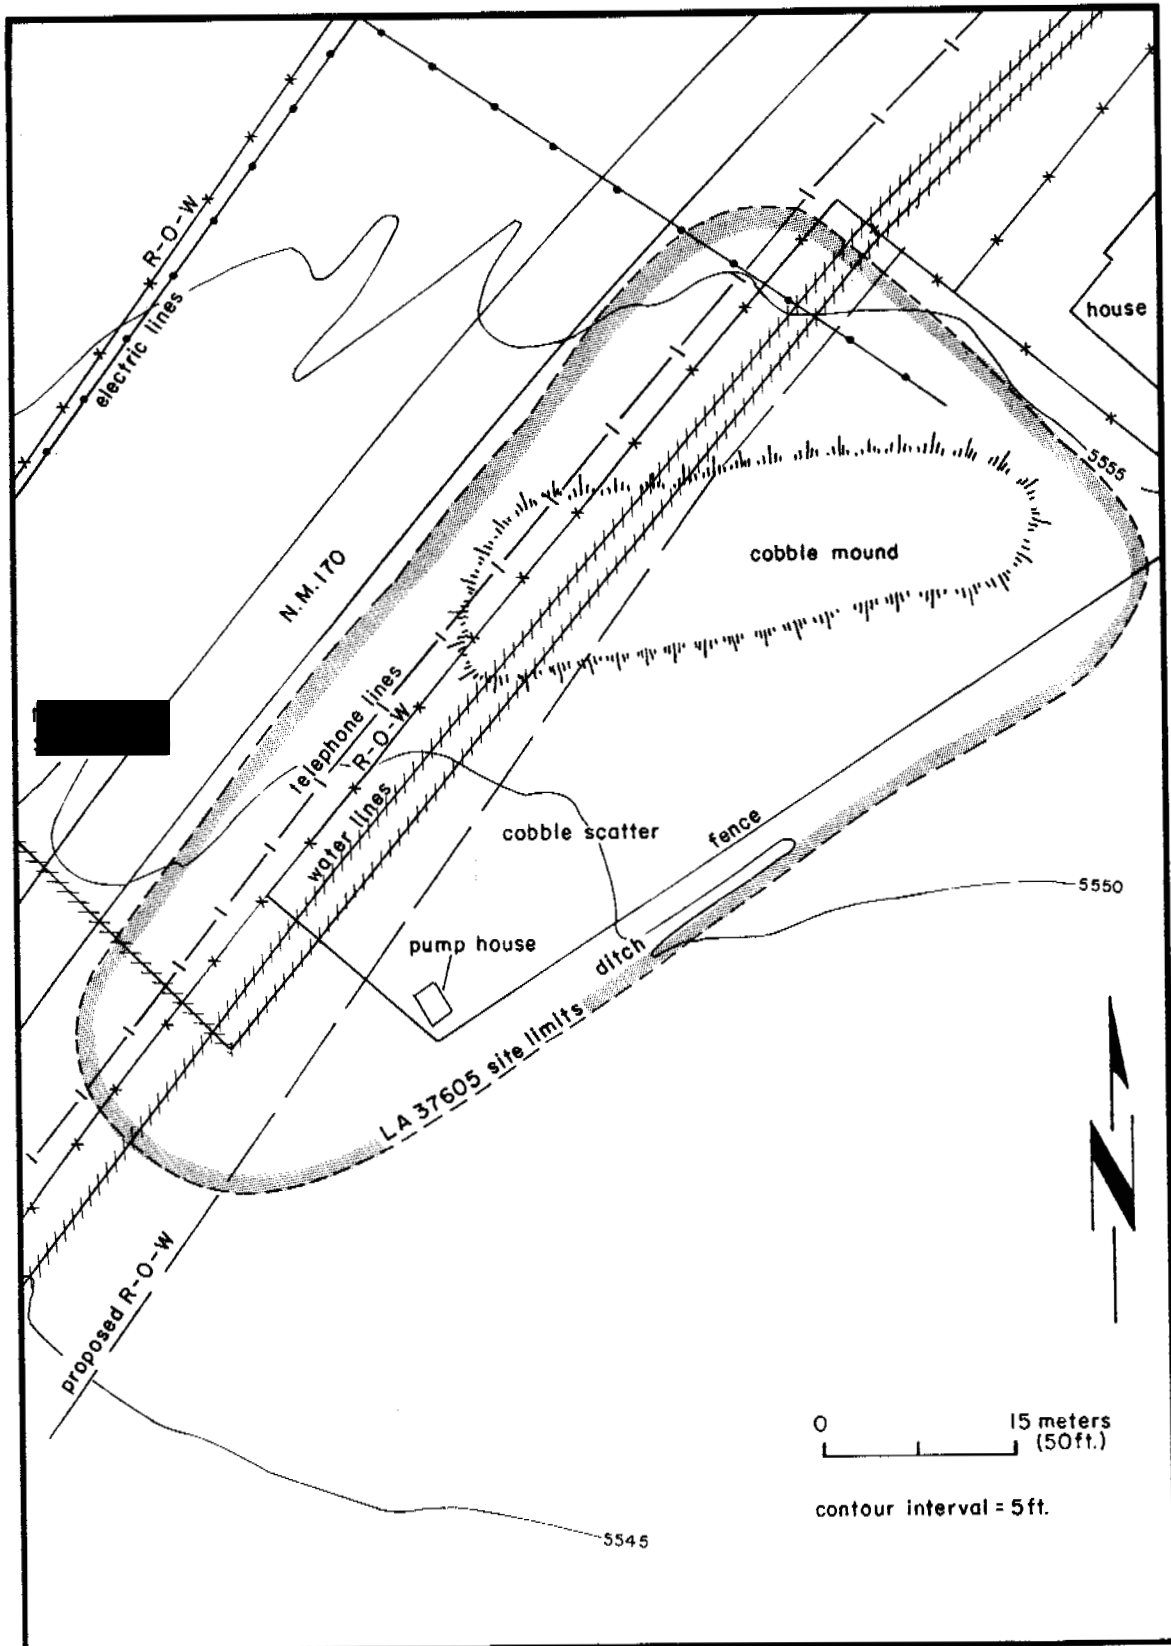 R-O-W
electric lines
house
5555
cobble mound
N.M.170
telephone lines
R-O-W
water lines
cobble scatter
fence
5550
pump house
ditch
LA 37605 site limits
proposed R-O-W
N
0 15 meters
(50ft.)
contour interval = 5ft.
5545